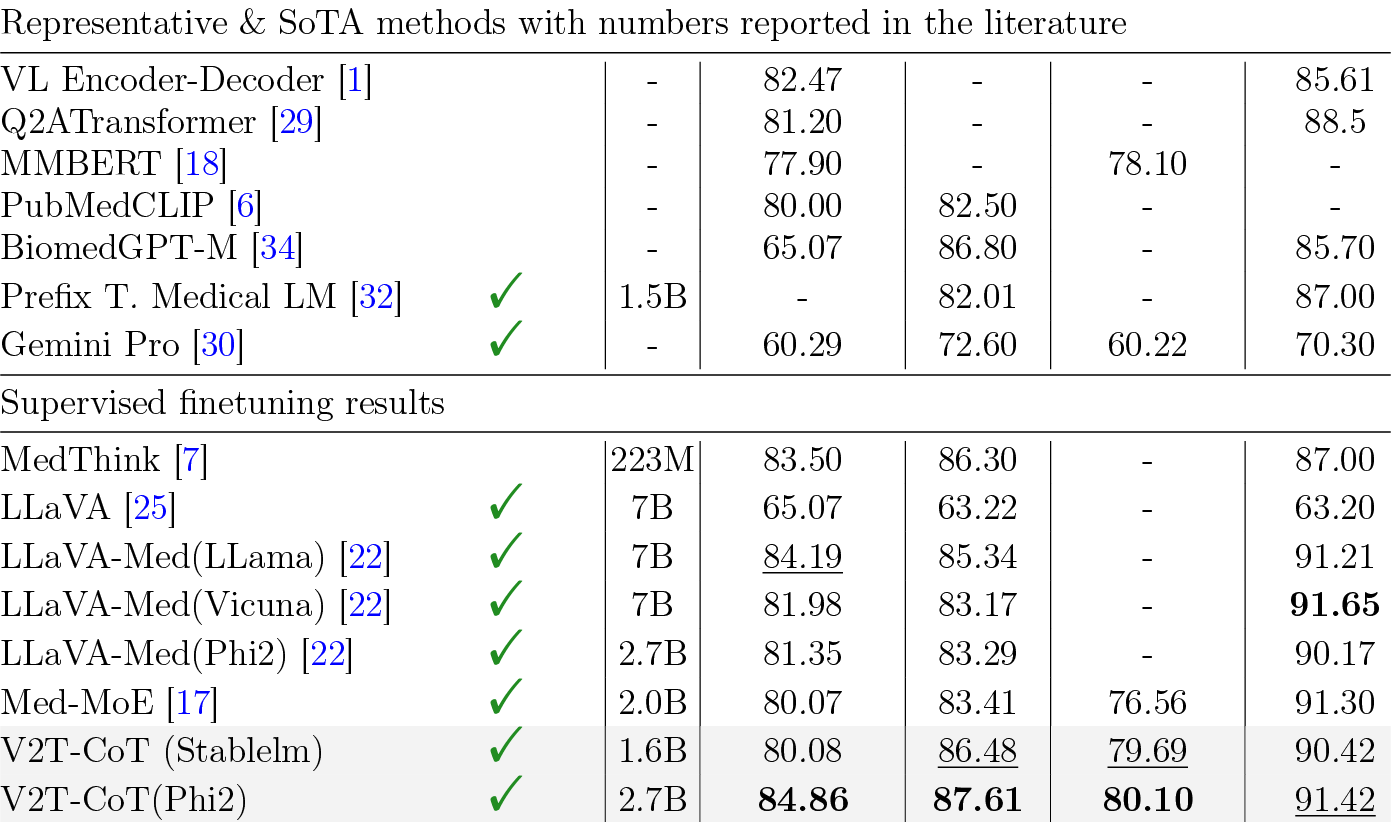 Representative & SoTA methods with numbers reported in the literature
VL Encoder-Decoder [1] - 82.47 - - 85.61
Q2ATransformer [29] - 81.20 - - 88.5
MMBERT [18] - 77.90 - 78.10 -
PubMedCLIP [6] - 80.00 82.50 - -
BiomedGPT-M [34] - 65.07 86.80 - 85.70
Prefix T. Medical LM [32] ✓ 1.5B - 82.01 - 87.00
Gemini Pro [30] ✓ - 60.29 72.60 60.22 70.30
Supervised finetuning results
MedThink [7] 223M 83.50 86.30 - 87.00
LLaVA [25] ✓ 7B 65.07 63.22 - 63.20
LLaVA-Med(LLama) [22] ✓ 7B 84.19 85.34 - 91.21
LLaVA-Med(Vicuna) [22] ✓ 7B 81.98 83.17 - 91.65
LLaVA-Med(Phi2) [22] ✓ 2.7B 81.35 83.29 - 90.17
Med-MoE [17] ✓ 2.0B 80.07 83.41 76.56 91.30
V2T-CoT (Stablelm) ✓ 1.6B 80.08 86.48 79.69 90.42
V2T-CoT(Phi2) ✓ 2.7B 84.86 87.61 80.10 91.42